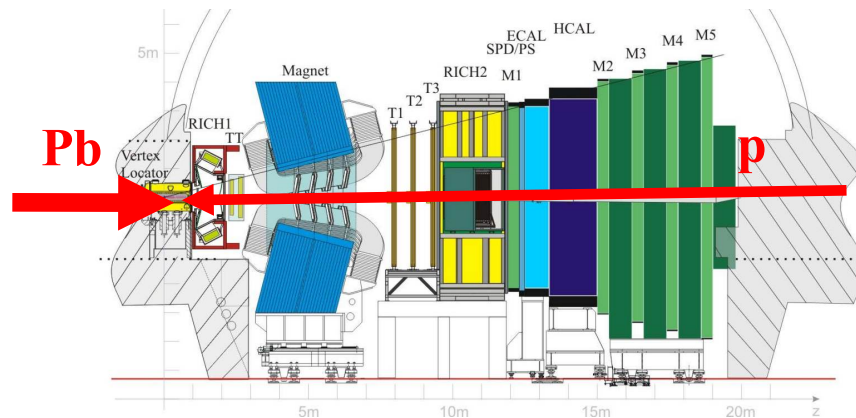 5m
Magnet
RICH1
TT
Vertex
Locator
T1
T2
T3
RICH2
M1
SPD/PS
ECAL
HCAL
M2
M3
M4
M5
Pb
p
5m
10m
15m
20m
z